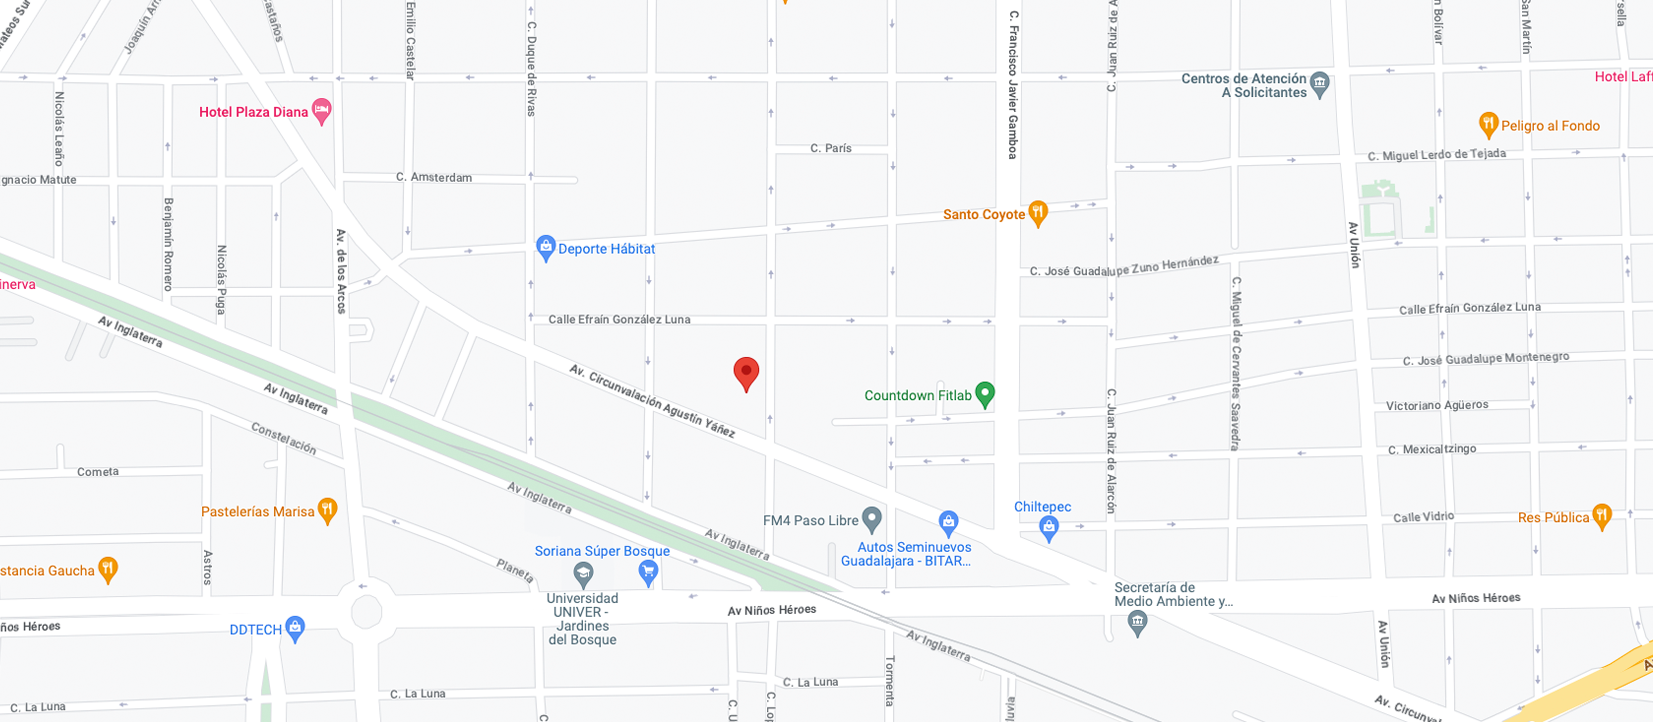 Mateos Sur
Joaquín Arr
astaños
Emilio Castelar
C. Duque de Rivas
C. Francisco Javier Gamboa
C. Juan Ruiz de A
n Bolívar
San Martín
rsella
Centros de Atención
A Solicitantes
Hotel Laff
Hotel Plaza Diana
Nicolás Leaño
Peligro al Fondo
C. París
C. Miguel Lerdo de Tejada
gnacio Matute
C. Amsterdam
Santo Coyote
Benjamín Romero
Nicolás Puga
Av. de los Arcos
Deporte Hábitat
Av Unión
C. José Guadalupe Zuno Hernández
inerva
C. Miguel de Cervantes Saavedra
Calle Efraín González Luna
Calle Efraín González Luna
Av Inglaterra
C. José Guadalupe Montenegro
Av. Circunvalación Agustín Yáñez
Av Inglaterra
Countdown Fitlab
Victoriano Agüeros
C. Juan Ruiz de Alarcón
Constelación
C. Mexicaltzingo
Cometa
Av Inglaterra
Pastelerías Marisa
FM4 Paso Libre
Chiltepec
Calle Vidrio
Res Pública
Av Inglaterra
Autos Seminuevos
Guadalajara - BITAR...
Soriana Súper Bosque
Astros
stancia Gaucha
Planeta
Universidad
UNIVER -
Jardines
del Bosque
Secretaría de
Medio Ambiente y...
Av Niños Héroes
Av Niños Héroes
ños Héroes
DDTECH
Av Inglaterra
Av Unión
Tormenta
C. La Luna
C. La Luna
C. La Luna
C.
C. U
C. Lop
luvia
Av. Circunval
A